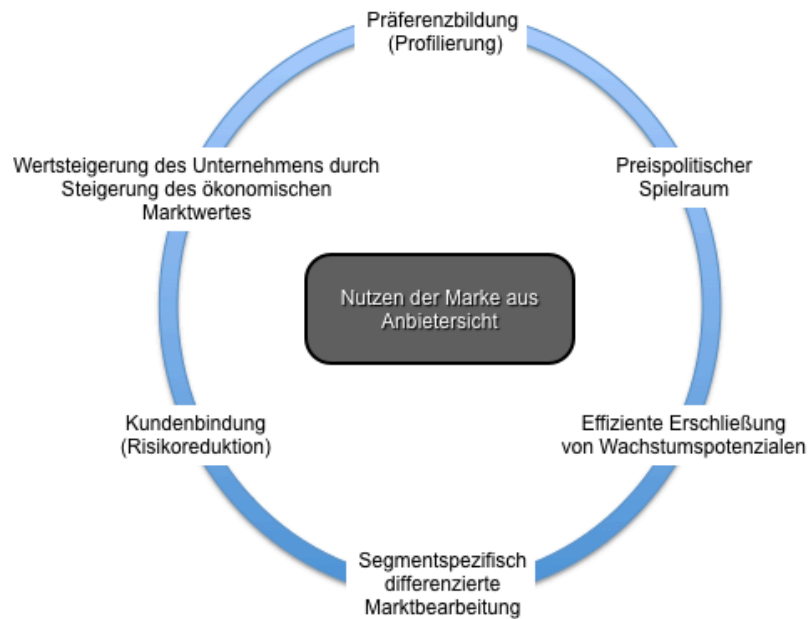 Präferenzbildung
(Profilierung)
Wertsteigerung des Unternehmens durch
Steigerung des ökonomischen
Marktwertes
Preispolitischer
Spielraum
Nutzen der Marke aus
Anbietersicht
Kundenbindung
(Risikoreduktion)
Effiziente Erschließung
von Wachstumspotenzialen
Segmentspezifisch
differenzierte
Marktbearbeitung